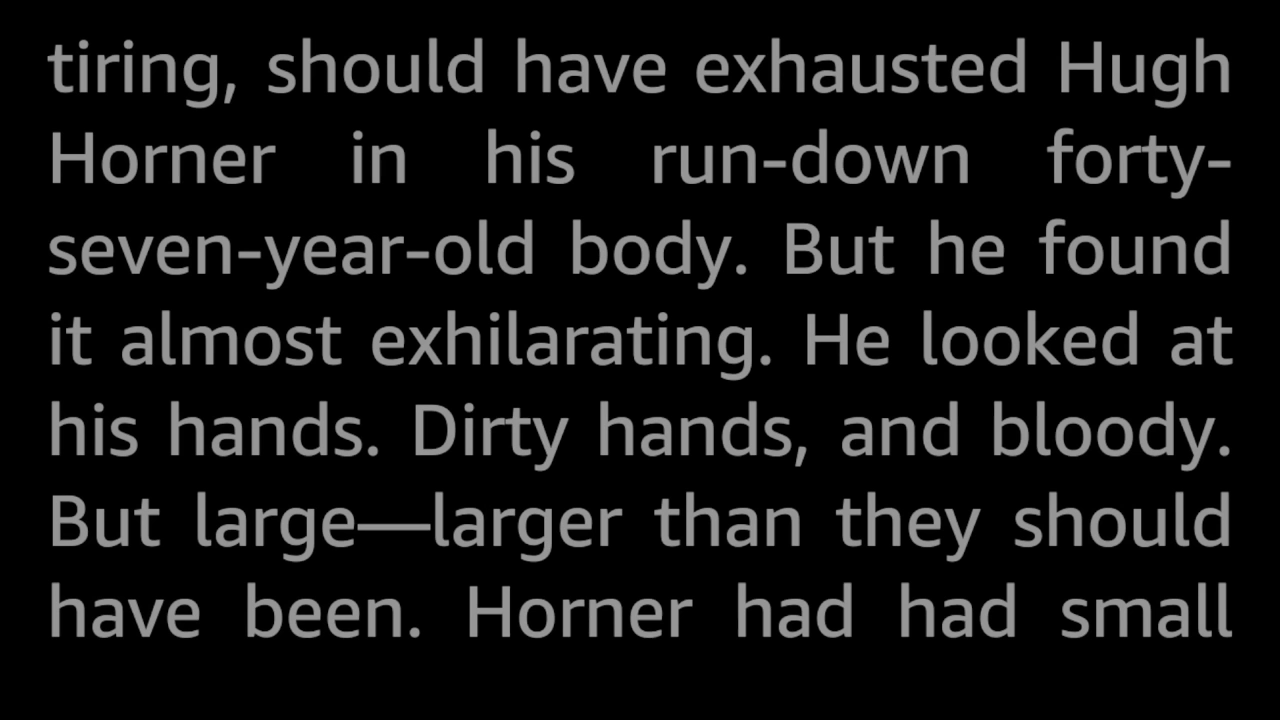 tiring, should have exhausted Hugh
Horner in his run-down forty-
seven-year-old body. But he found
it almost exhilarating. He looked at
his hands. Dirty hands, and bloody.
But large—larger than they should
have been. Horner had had small